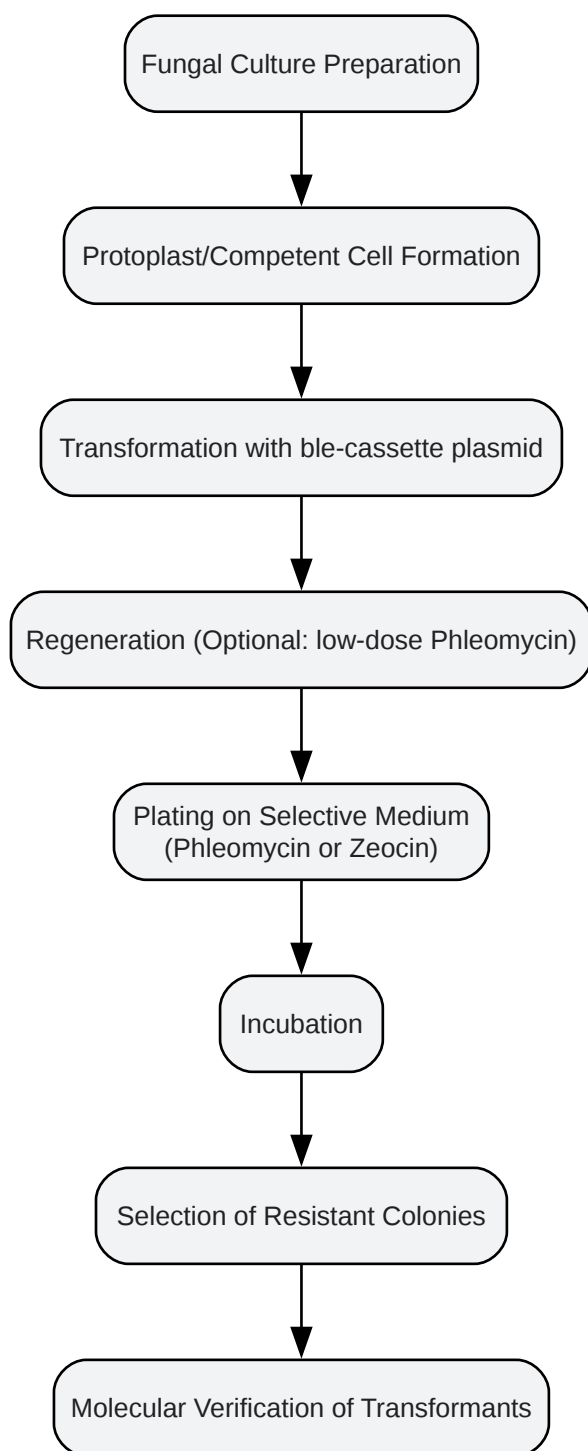 Fungal Culture Preparation
Protoplast/Competent Cell Formation
Transformation with ble-cassette plasmid
Regeneration (Optional: low-dose Phleomycin)
Plating on Selective Medium
(Phleomycin or Zeocin)
Incubation
Selection of Resistant Colonies
Molecular Verification of Transformants